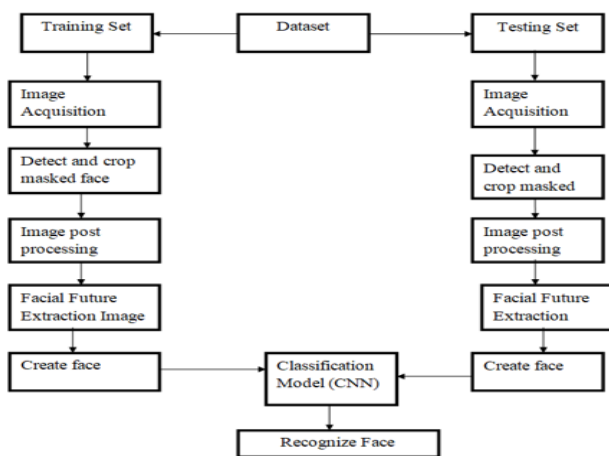 Training Set
Dataset
Testing Set
Image
Acquisition
Image
Acquisition
Detect and crop
masked face
Detect and
crop masked
Image post
processing
Image post
processing
Facial Future
Extraction Image
Facial Future
Extraction
Create face
Classification
Model (CNN)
Create face
Recognize Face